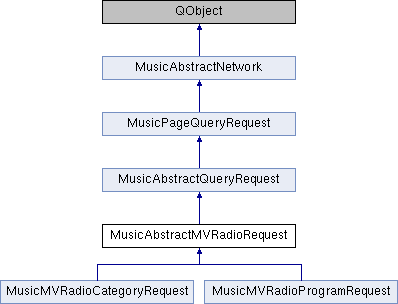 QObject
MusicAbstractNetwork
MusicPageQueryRequest
MusicAbstractQueryRequest
MusicAbstractMVRadioRequest
MusicMVRadioCategoryRequest
MusicMVRadioProgramRequest